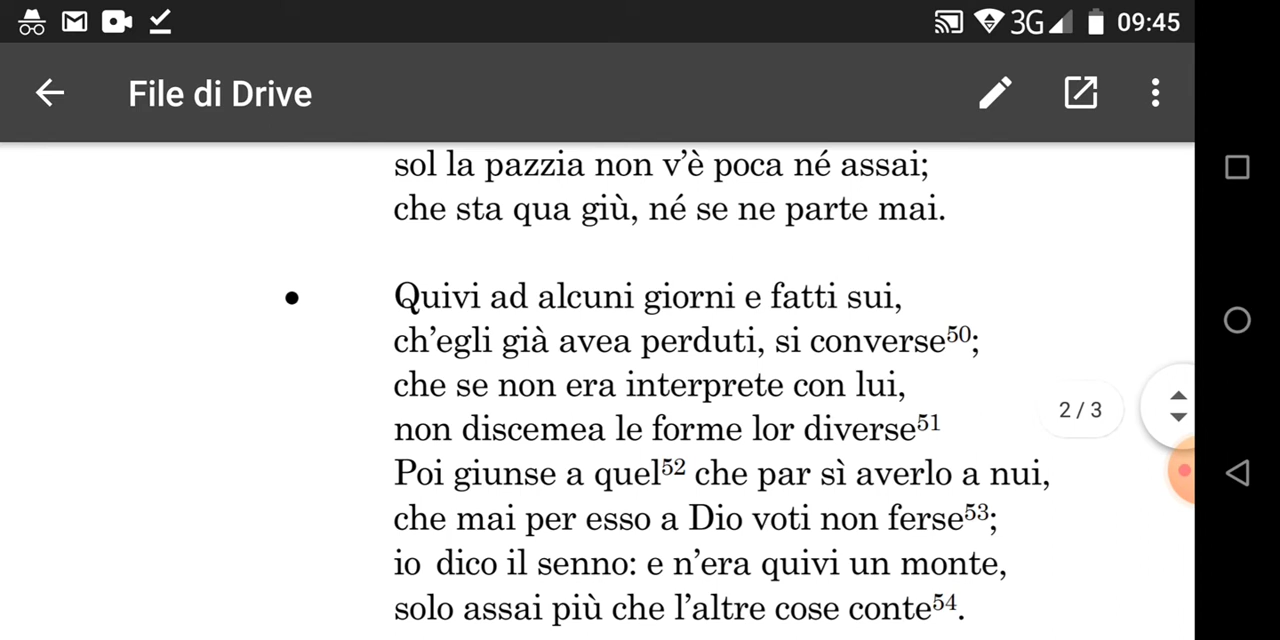 3G 09:45
File di Drive
sol la pazzia non v'è poca né assai;
che sta qua giù, né se ne parte mai.
• Quivi ad alcuni giorni e fatti sui,
ch'egli già avea perduti, si converse⁵⁰;
che se non era interprete con lui,
2 / 3
non discemea le forme lor diverse⁵¹
Poi giunse a quel⁵² che par sì averlo a nui,
che mai per esso a Dio voti non ferse⁵³;
io dico il senno: e n'era quivi un monte,
solo assai più che l'altre cose conte⁵⁴.